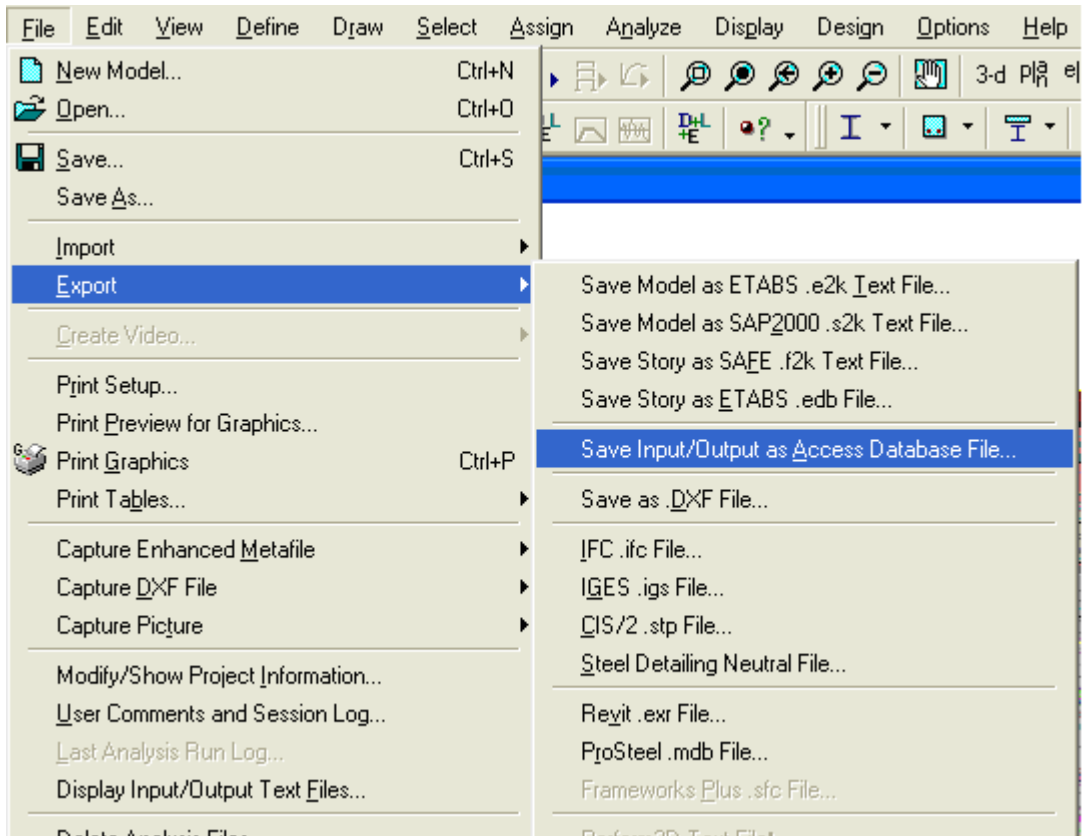 File Edit View Define Draw Select Assign Analyze Display Design Options Help
New Model... Ctrl+N
Open... Ctrl+O
Save... Ctrl+S
Save As...
Import
Export
Create Video...
Print Setup...
Print Preview for Graphics...
Print Graphics Ctrl+P
Print Tables...
Capture Enhanced Metafile
Capture DXF File
Capture Picture
Modify/Show Project Information...
User Comments and Session Log...
Last Analysis Run Log...
Display Input/Output Text Files...
Delete Analysis Files
3-d
Save Model as ETABS .e2k Text File...
Save Model as SAP2000 .s2k Text File...
Save Story as SAFE .f2k Text File...
Save Story as ETABS .edb File...
Save Input/Output as Access Database File...
Save as .DXF File...
IFC .ifc File...
IGES .igs File...
CIS/2 .stp File...
Steel Detailing Neutral File...
Revit .exr File...
ProSteel .mdb File...
Frameworks Plus .sfc File...